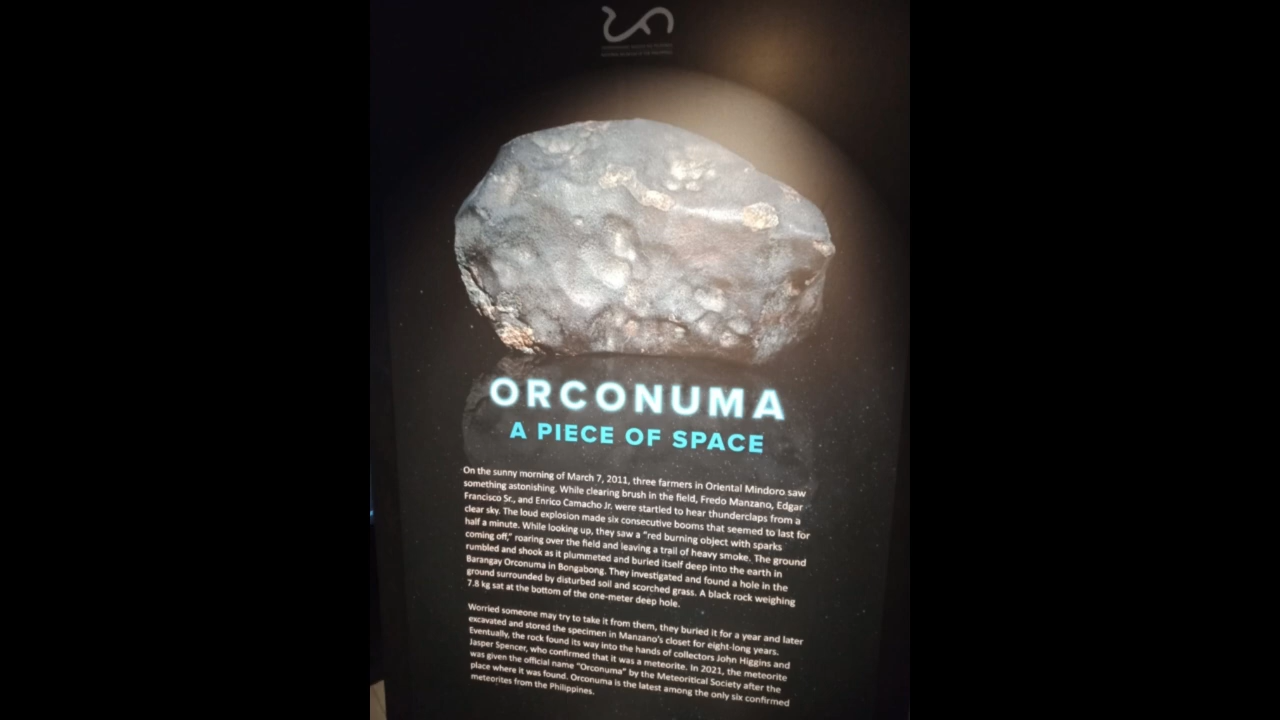 ORCONUMA
A PIECE OF SPACE
On the sunny morning of March 7, 2011, three farmers in Oriental Mindoro saw
something astonishing. While clearing brush in the field, Fredo Manzano, Edgar
Francisco Sr., and Enrico Camacho Jr. were startled to hear thunderclaps from a
clear sky. The loud explosion made six consecutive booms that seemed to last for
half a minute. While looking up, they saw a "red burning object with sparks
coming off," roaring over the field and leaving a trail of heavy smoke. The ground
rumbled and shook as it plummeted and buried itself deep into the earth in
Barangay Orconuma in Bongabong. They investigated and found a hole in the
ground surrounded by disturbed soil and scorched grass. A black rock weighing
7.8 kg sat at the bottom of the one-meter deep hole.
Worried someone may try to take it from them, they buried it for a year and later
excavated and stored the specimen in Manzano's closet for eight-long years.
Eventually, the rock found its way into the hands of collectors John Higgins and
Jasper Spencer, who confirmed that it was a meteorite. In 2021, the meteorite
was given the official name "Orconuma" by the Meteoritical Society after the
place where it was found. Orconuma is the latest among the only six confirmed
meteorites from the Philippines.